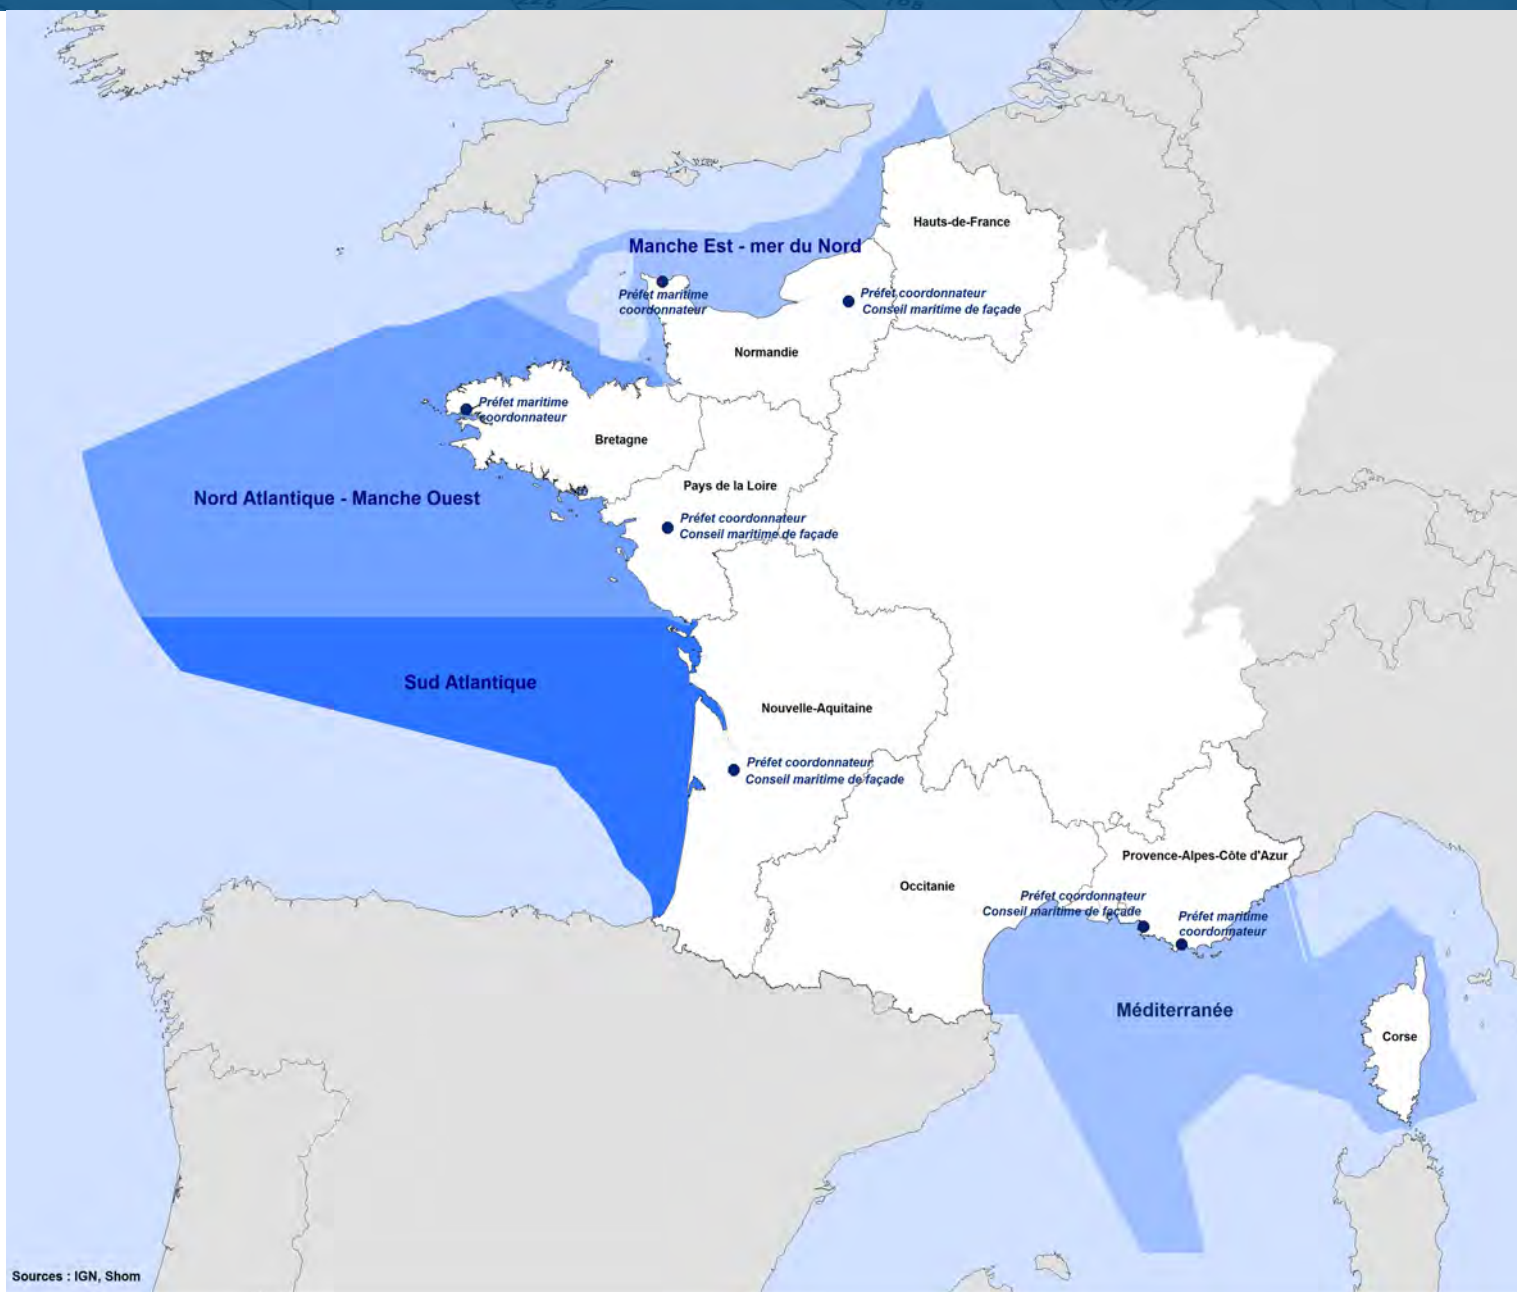 Hauts-de-France
Manche Est - mer du Nord
Préfet maritime
coordonnateur
Préfet coordonnateur
Conseil maritime de façade
Normandie
Préfet maritime
coordonnateur
Bretagne
Pays de la Loire
Nord Atlantique - Manche Ouest
Préfet coordonnateur
Conseil maritime de façade
Sud Atlantique
Nouvelle-Aquitaine
Préfet coordonnateur
Conseil maritime de façade
Provence-Alpes-Côte d'Azur
Occitanie
Préfet coordonnateur
Conseil maritime de façade
Préfet maritime
coordonnateur
Méditerranée
Corse
Sources : IGN, Shom